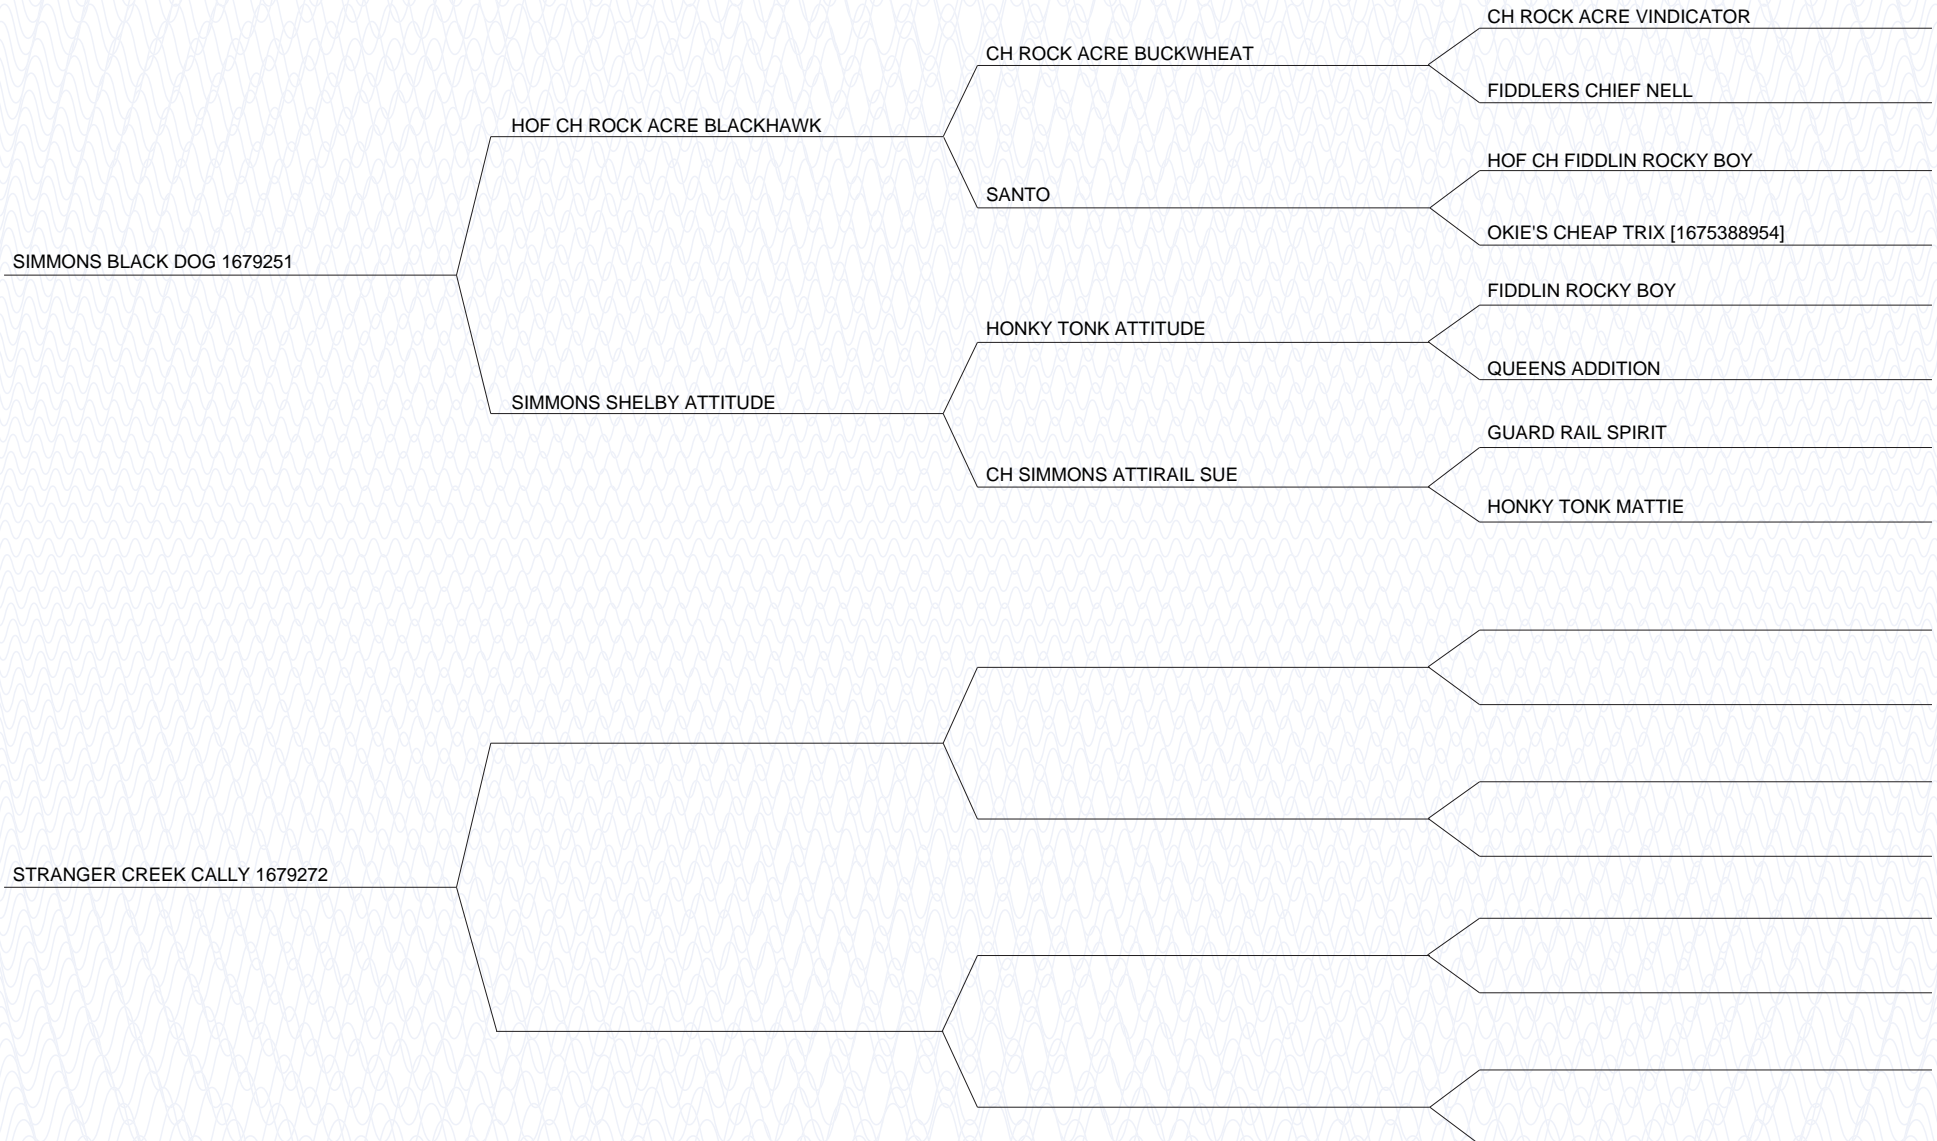 CH ROCK ACRE VINDICATOR
CH ROCK ACRE BUCKWHEAT
FIDDLERS CHIEF NELL
HOF CH ROCK ACRE BLACKHAWK
HOF CH FIDDLIN ROCKY BOY
SANTO
OKIE'S CHEAP TRIX [1675388954]
SIMMONS BLACK DOG 1679251
FIDDLIN ROCKY BOY
HONKY TONK ATTITUDE
QUEENS ADDITION
SIMMONS SHELBY ATTITUDE
GUARD RAIL SPIRIT
CH SIMMONS ATTIRAIL SUE
HONKY TONK MATTIE
STRANGER CREEK CALLY 1679272